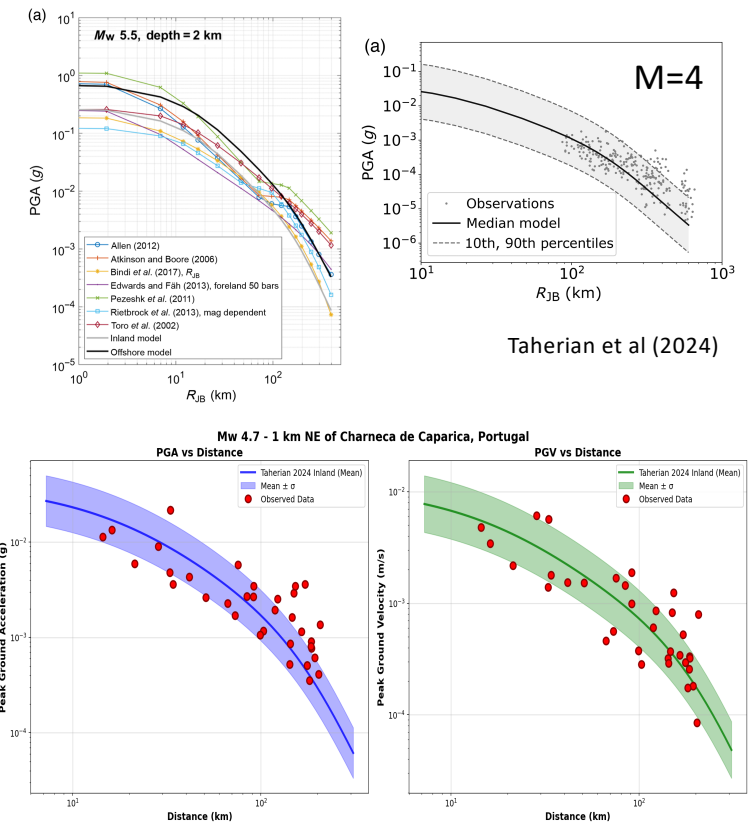 (a)
Mw 5.5, depth = 2 km
10^1
10^0
10^-1
10^-2
10^-3
10^-4
10^-5
PGA (g)
Allen (2012)
Atkinson and Boore (2006)
Bindi et al. (2017), R_JB
Edwards and Fäh (2013), foreland 50 bars
Pezeshk et al. (2011)
Rietbrock et al. (2013), mag dependent
Toro et al. (2002)
Inland model
Offshore model
10^0 10^1 10^2
R_JB (km)
(a)
M=4
10^-1
10^-2
10^-3
10^-4
10^-5
10^-6
PGA (g)
Observations
Median model
10th, 90th percentiles
10^1 10^2 10^3
R_JB (km)
Taherian et al (2024)
Mw 4.7 - 1 km NE of Charneca de Caparica, Portugal
PGA vs Distance
Taherian 2024 Inland (Mean)
Mean ± σ
Observed Data
10^-2
10^-3
10^-4
Peak Ground Acceleration (g)
10^1 10^2
Distance (km)
PGV vs Distance
Taherian 2024 Inland (Mean)
Mean ± σ
Observed Data
10^-2
10^-3
10^-4
Peak Ground Velocity (m/s)
10^1 10^2
Distance (km)